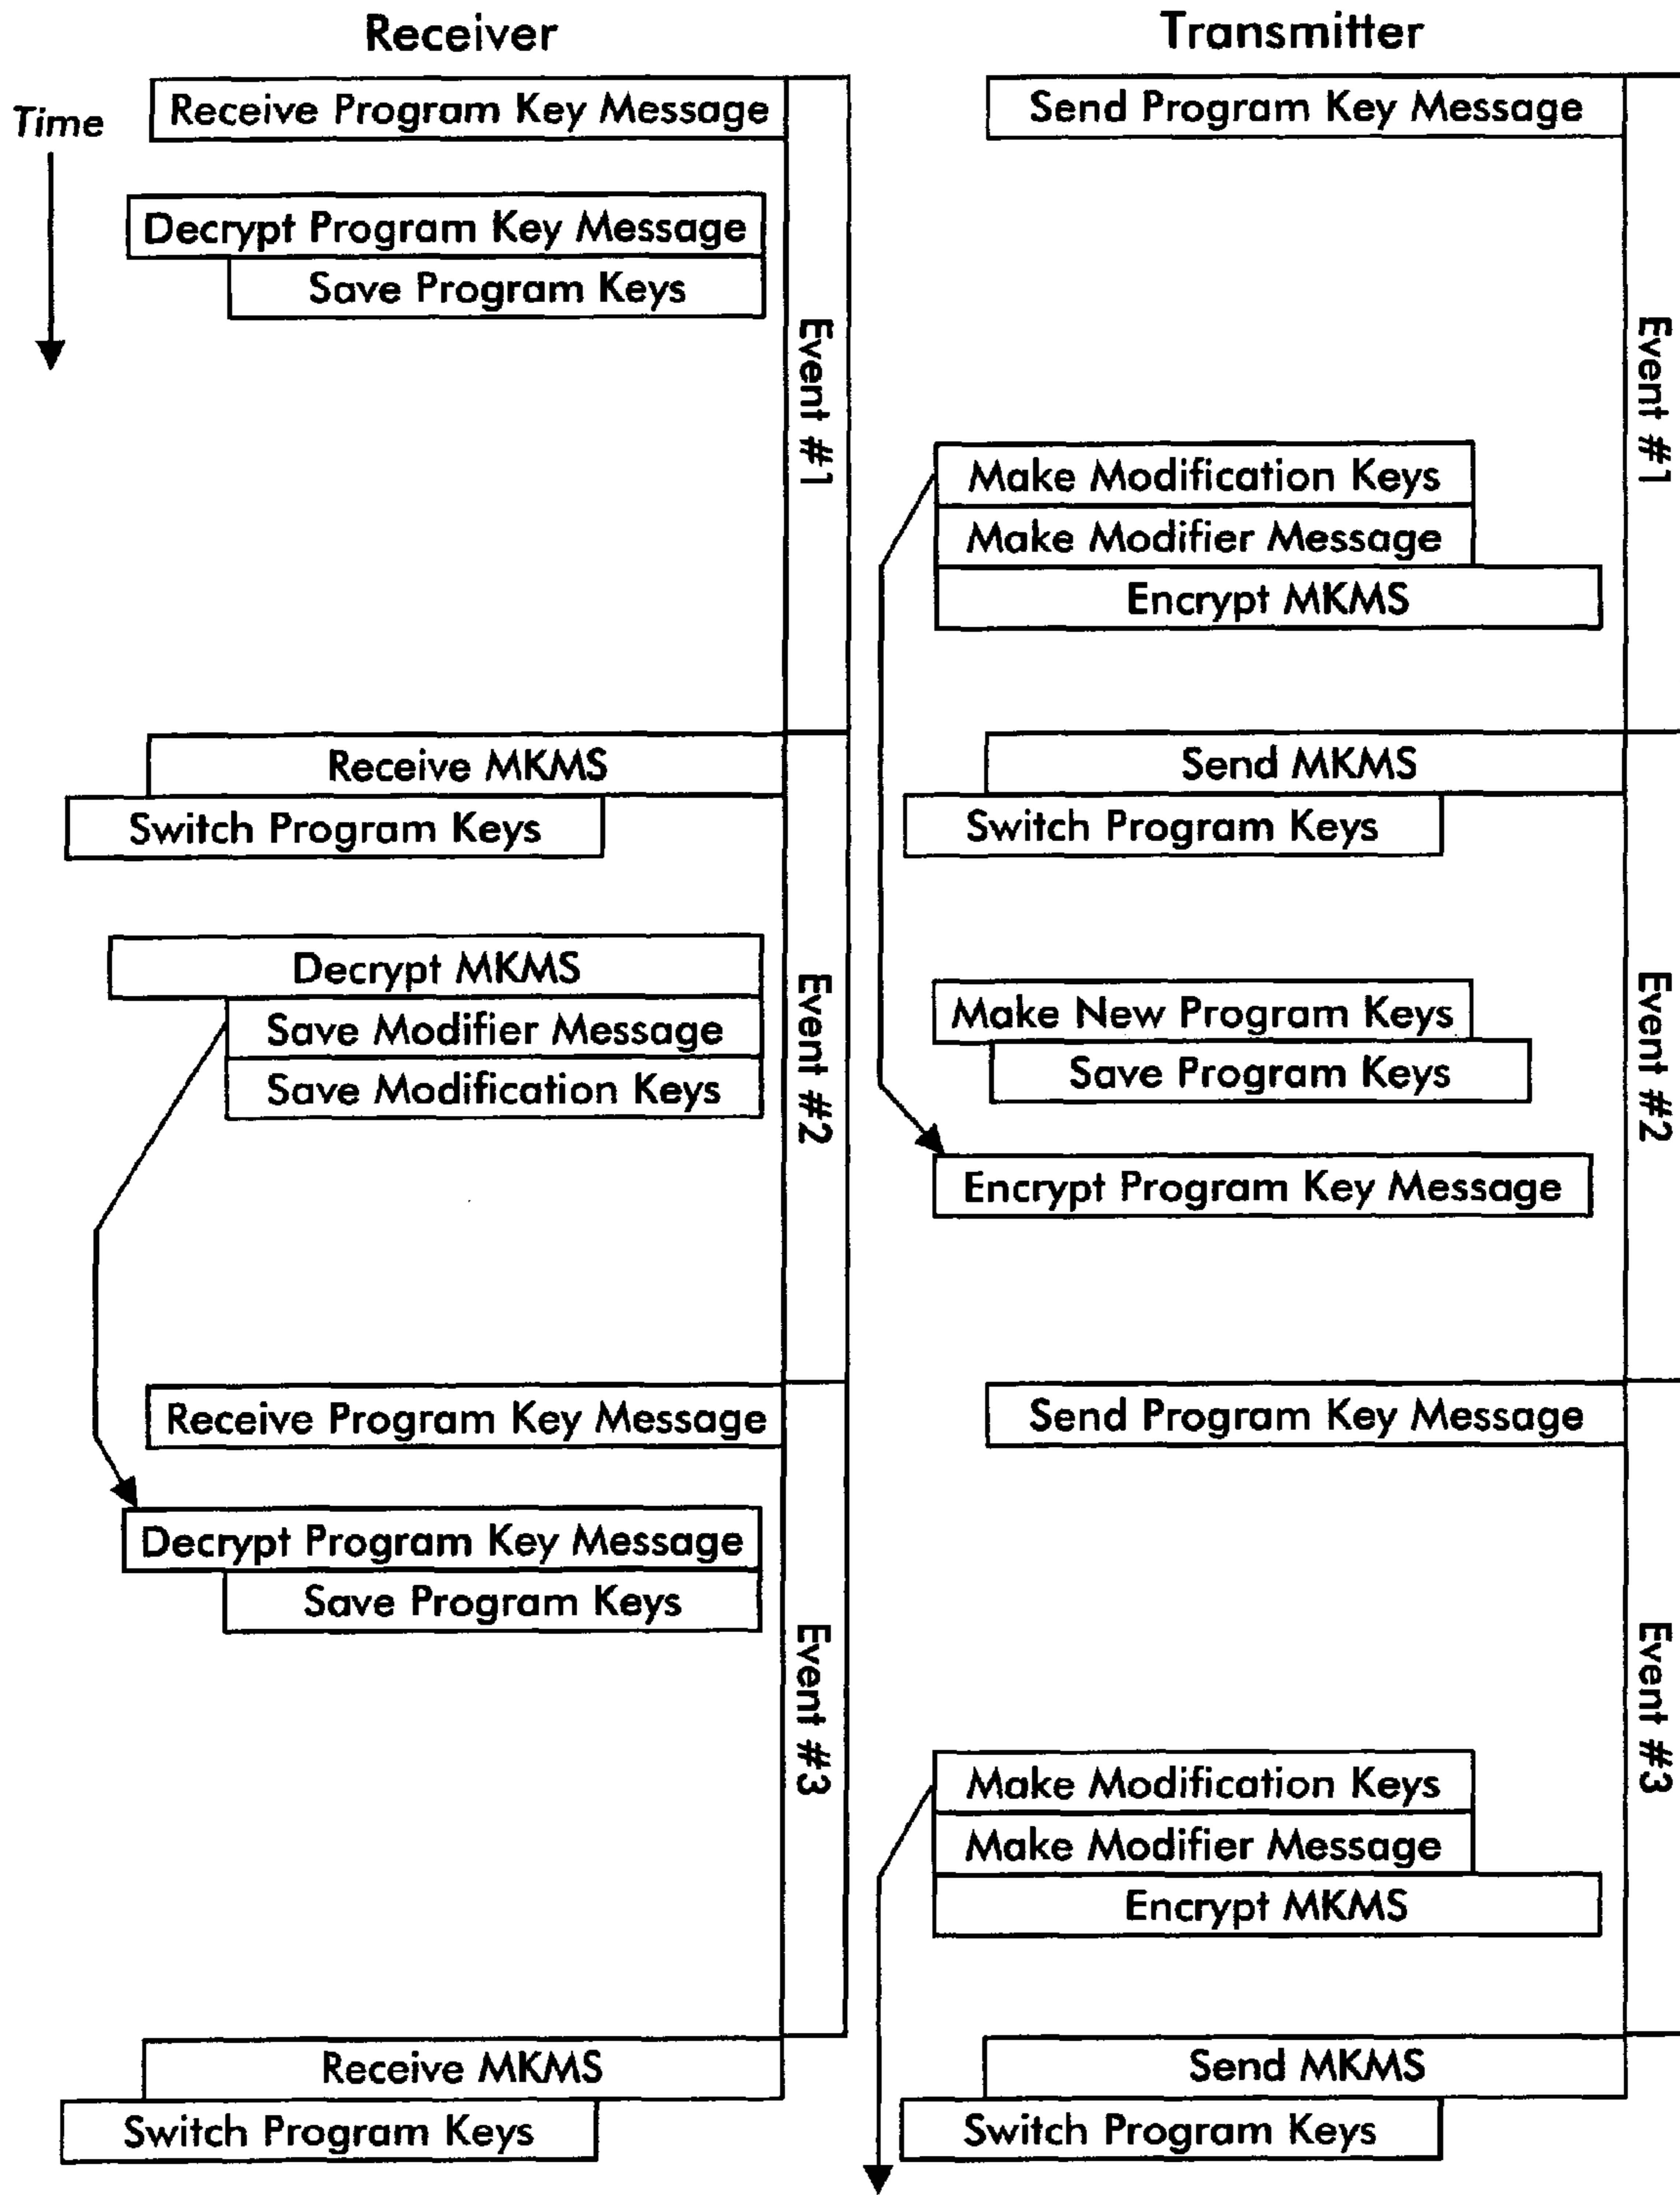 Receiver
Transmitter
Time
Receive Program Key Message
Decrypt Program Key Message
Save Program Keys
Event #1
Send Program Key Message
Make Modification Keys
Make Modifier Message
Encrypt MKMS
Event #1
Receive MKMS
Switch Program Keys
Decrypt MKMS
Save Modifier Message
Save Modification Keys
Event #2
Send MKMS
Switch Program Keys
Make New Program Keys
Save Program Keys
Encrypt Program Key Message
Event #2
Receive Program Key Message
Decrypt Program Key Message
Save Program Keys
Event #3
Send Program Key Message
Make Modification Keys
Make Modifier Message
Encrypt MKMS
Event #3
Receive MKMS
Switch Program Keys
Send MKMS
Switch Program Keys